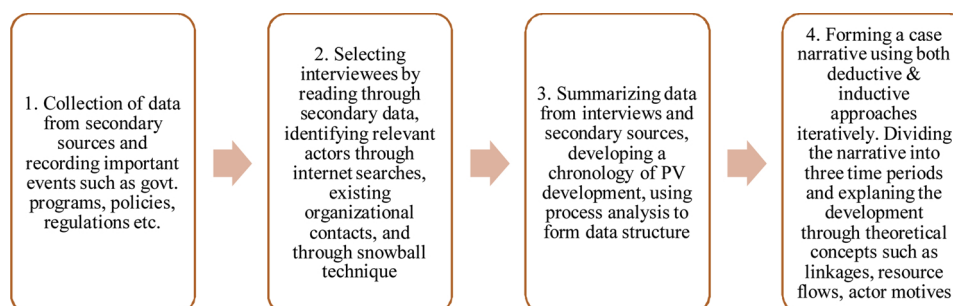 1. Collection of data
from secondary
sources and
recording important
events such as govt.
programs, policies,
regulations etc.
2. Selecting
interviewees by
reading through
secondary data,
identifying relevant
actors through
internet searches,
existing
organizational
contacts, and
through snowball
technique
3. Summarizing data
from interviews and
secondary sources,
developing a
chronology of PV
development, using
process analysis to
form data structure
4. Forming a case
narrative using both
deductive &
inductive
approaches
iteratively. Dividing
the narrative into
three time periods
and explaning the
development
through theoretical
concepts such as
linkages, resource
flows, actor motives